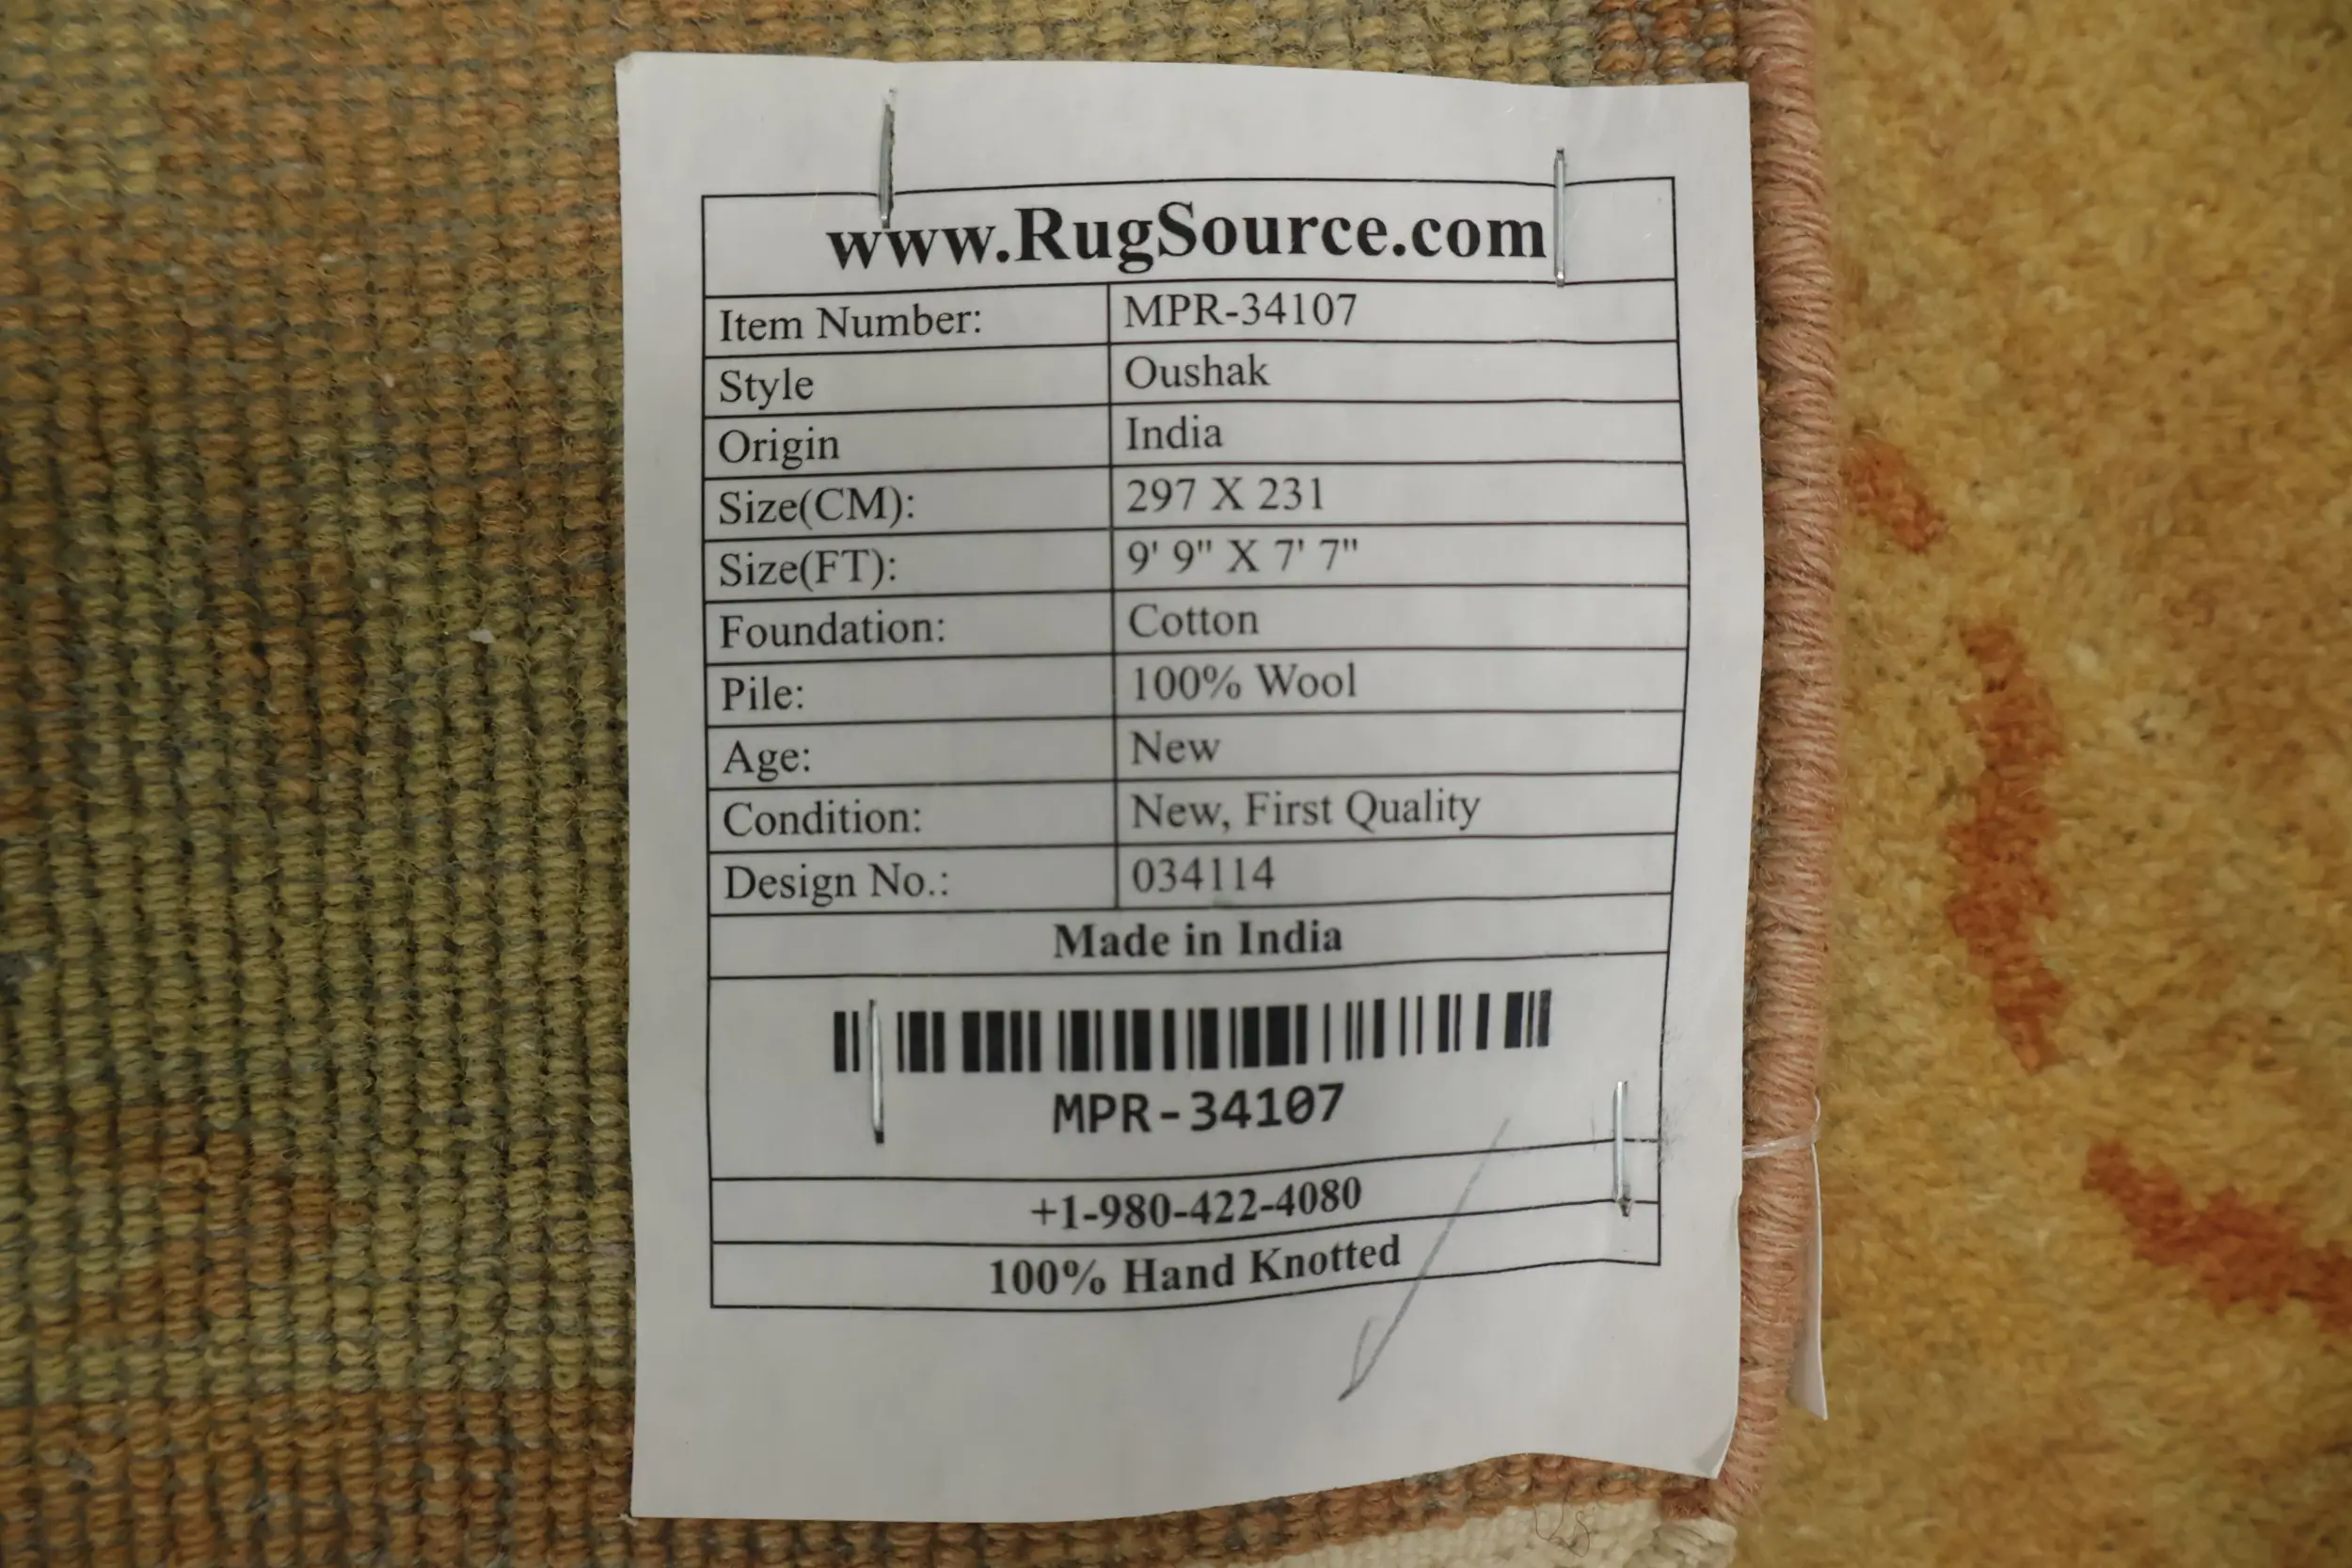 www.RugSource.com
Item Number: MPR-34107
Style Oushak
Origin India
Size(CM): 297 X 231
Size(FT): 9' 9" X 7' 7"
Foundation: Cotton
Pile: 100% Wool
Age: New
Condition: New, First Quality
Design No.: 034114
Made in India
MPR-34107
+1-980-422-4080
100% Hand Knotted